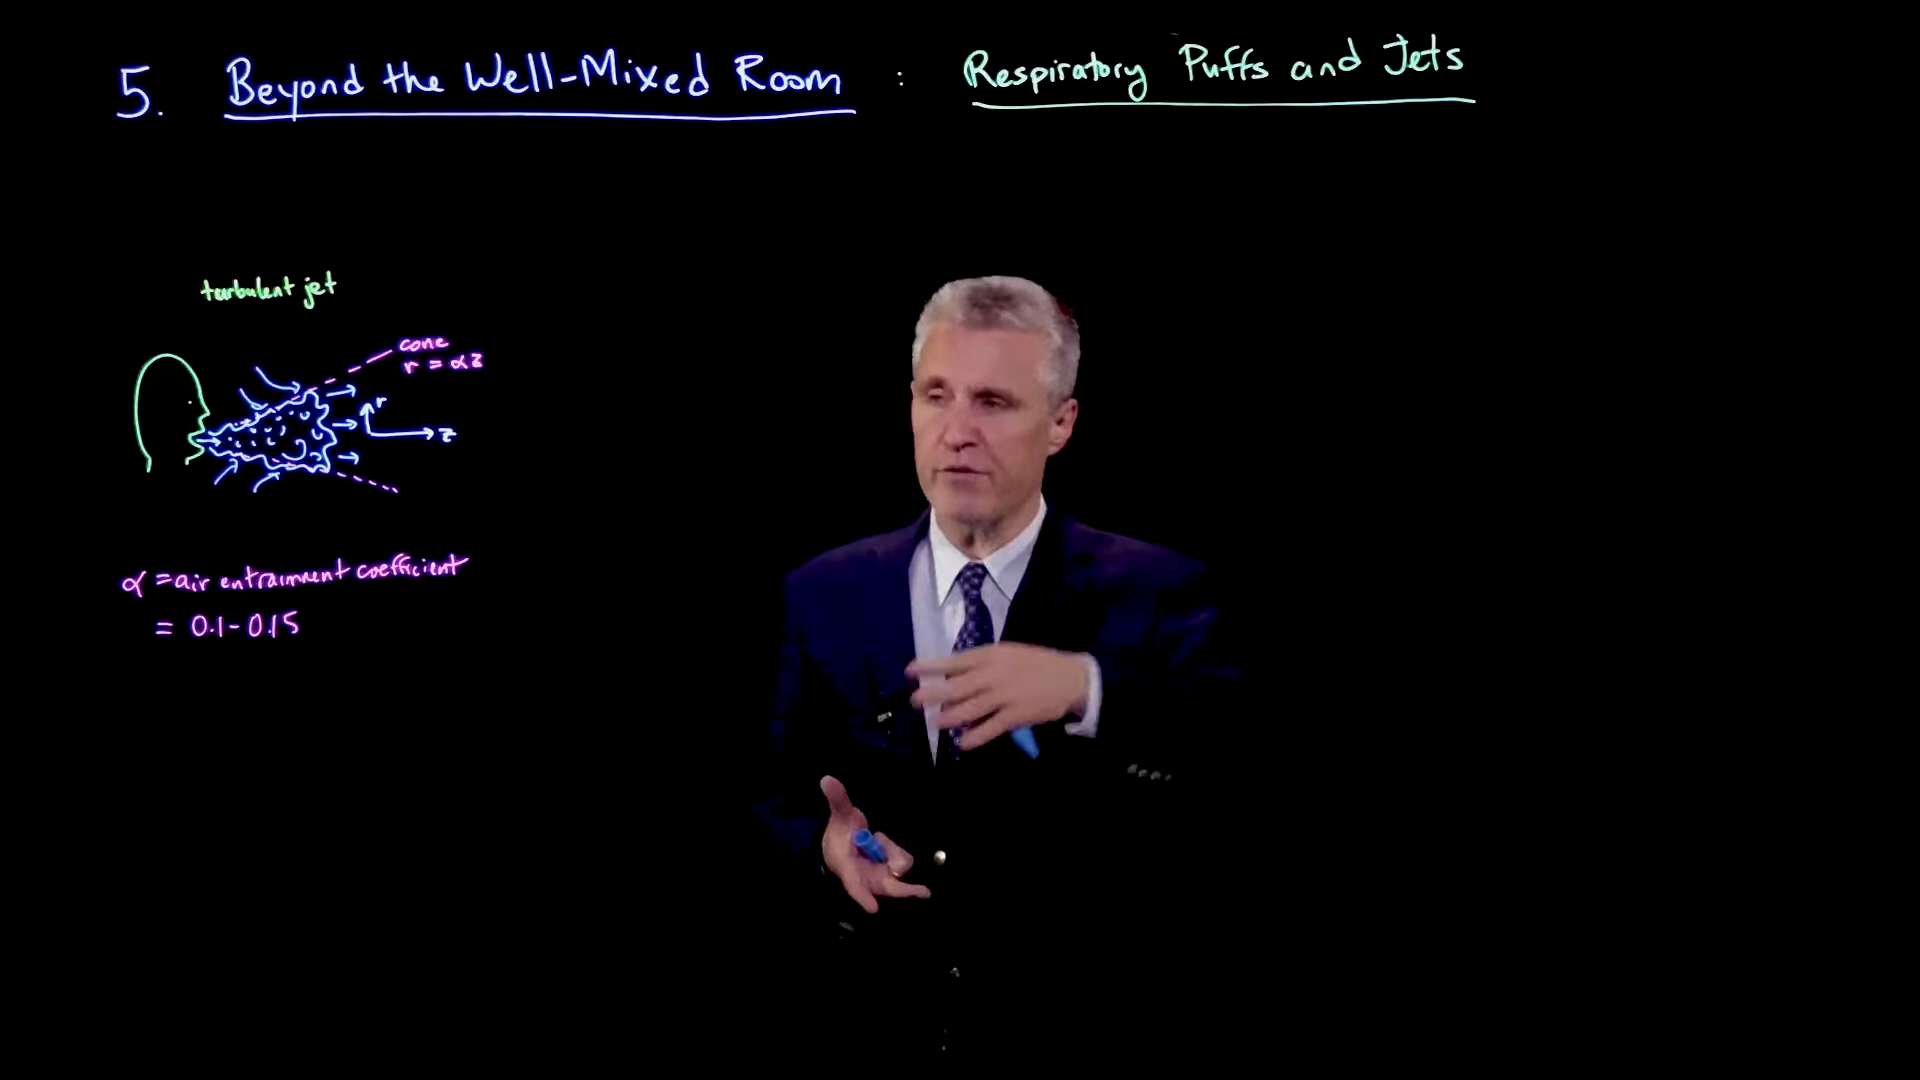 5. Beyond the Well-Mixed Room : Respiratory Puffs and Jets
turbulent jet
cone
r = αz
r
z
α = air entrainment coefficient
= 0.1 - 0.15